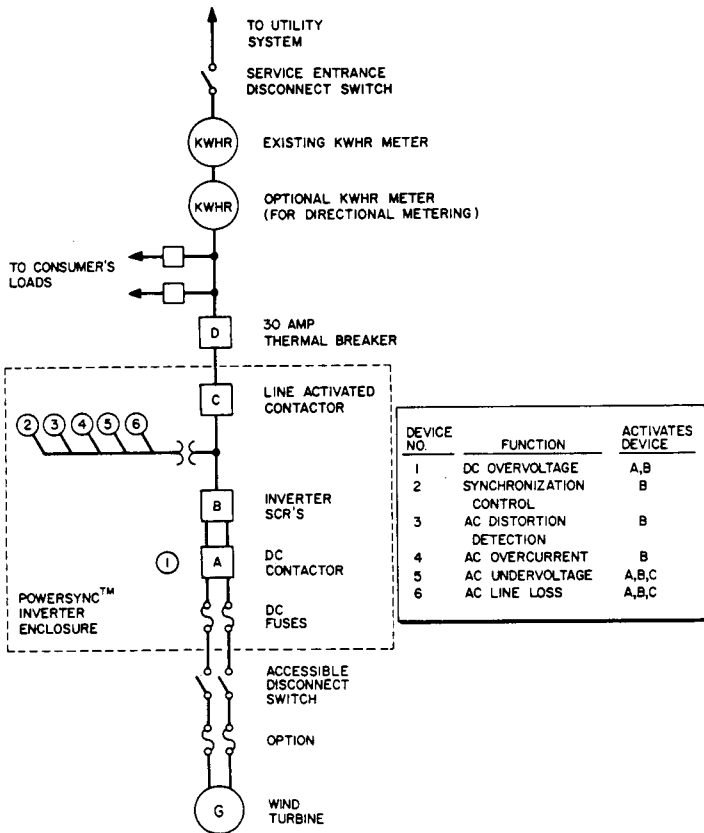 TO UTILITY
SYSTEM
SERVICE ENTRANCE
DISCONNECT SWITCH
KWHR
EXISTING KWHR METER
KWHR
OPTIONAL KWHR METER
(FOR DIRECTIONAL METERING)
TO CONSUMER'S
LOADS
D
30 AMP
THERMAL BREAKER
C
LINE ACTIVATED
CONTACTOR
2 3 4 5 6
B
INVERTER
SCR'S
1
A
DC
CONTACTOR
POWERSYNC™
INVERTER
ENCLOSURE
DC
FUSES
ACCESSIBLE
DISCONNECT
SWITCH
OPTION
G
WIND
TURBINE
DEVICE NO. FUNCTION ACTIVATES DEVICE
1 DC OVERVOLTAGE A,B
2 SYNCHRONIZATION B
CONTROL
3 AC DISTORTION B
DETECTION
4 AC OVERCURRENT B
5 AC UNDERVOLTAGE A,B,C
6 AC LINE LOSS A,B,C